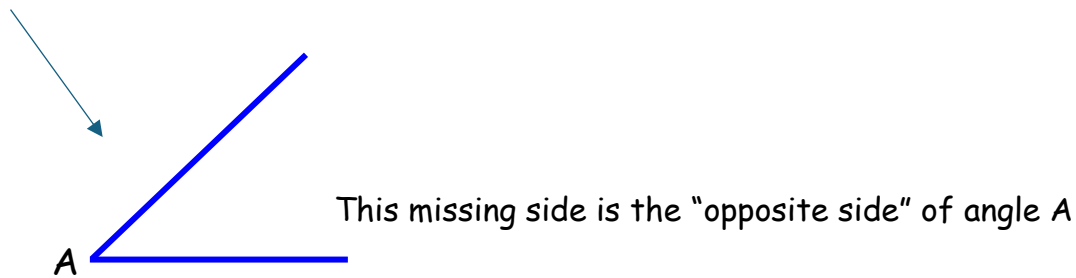 This missing side is the “opposite side” of angle A
A